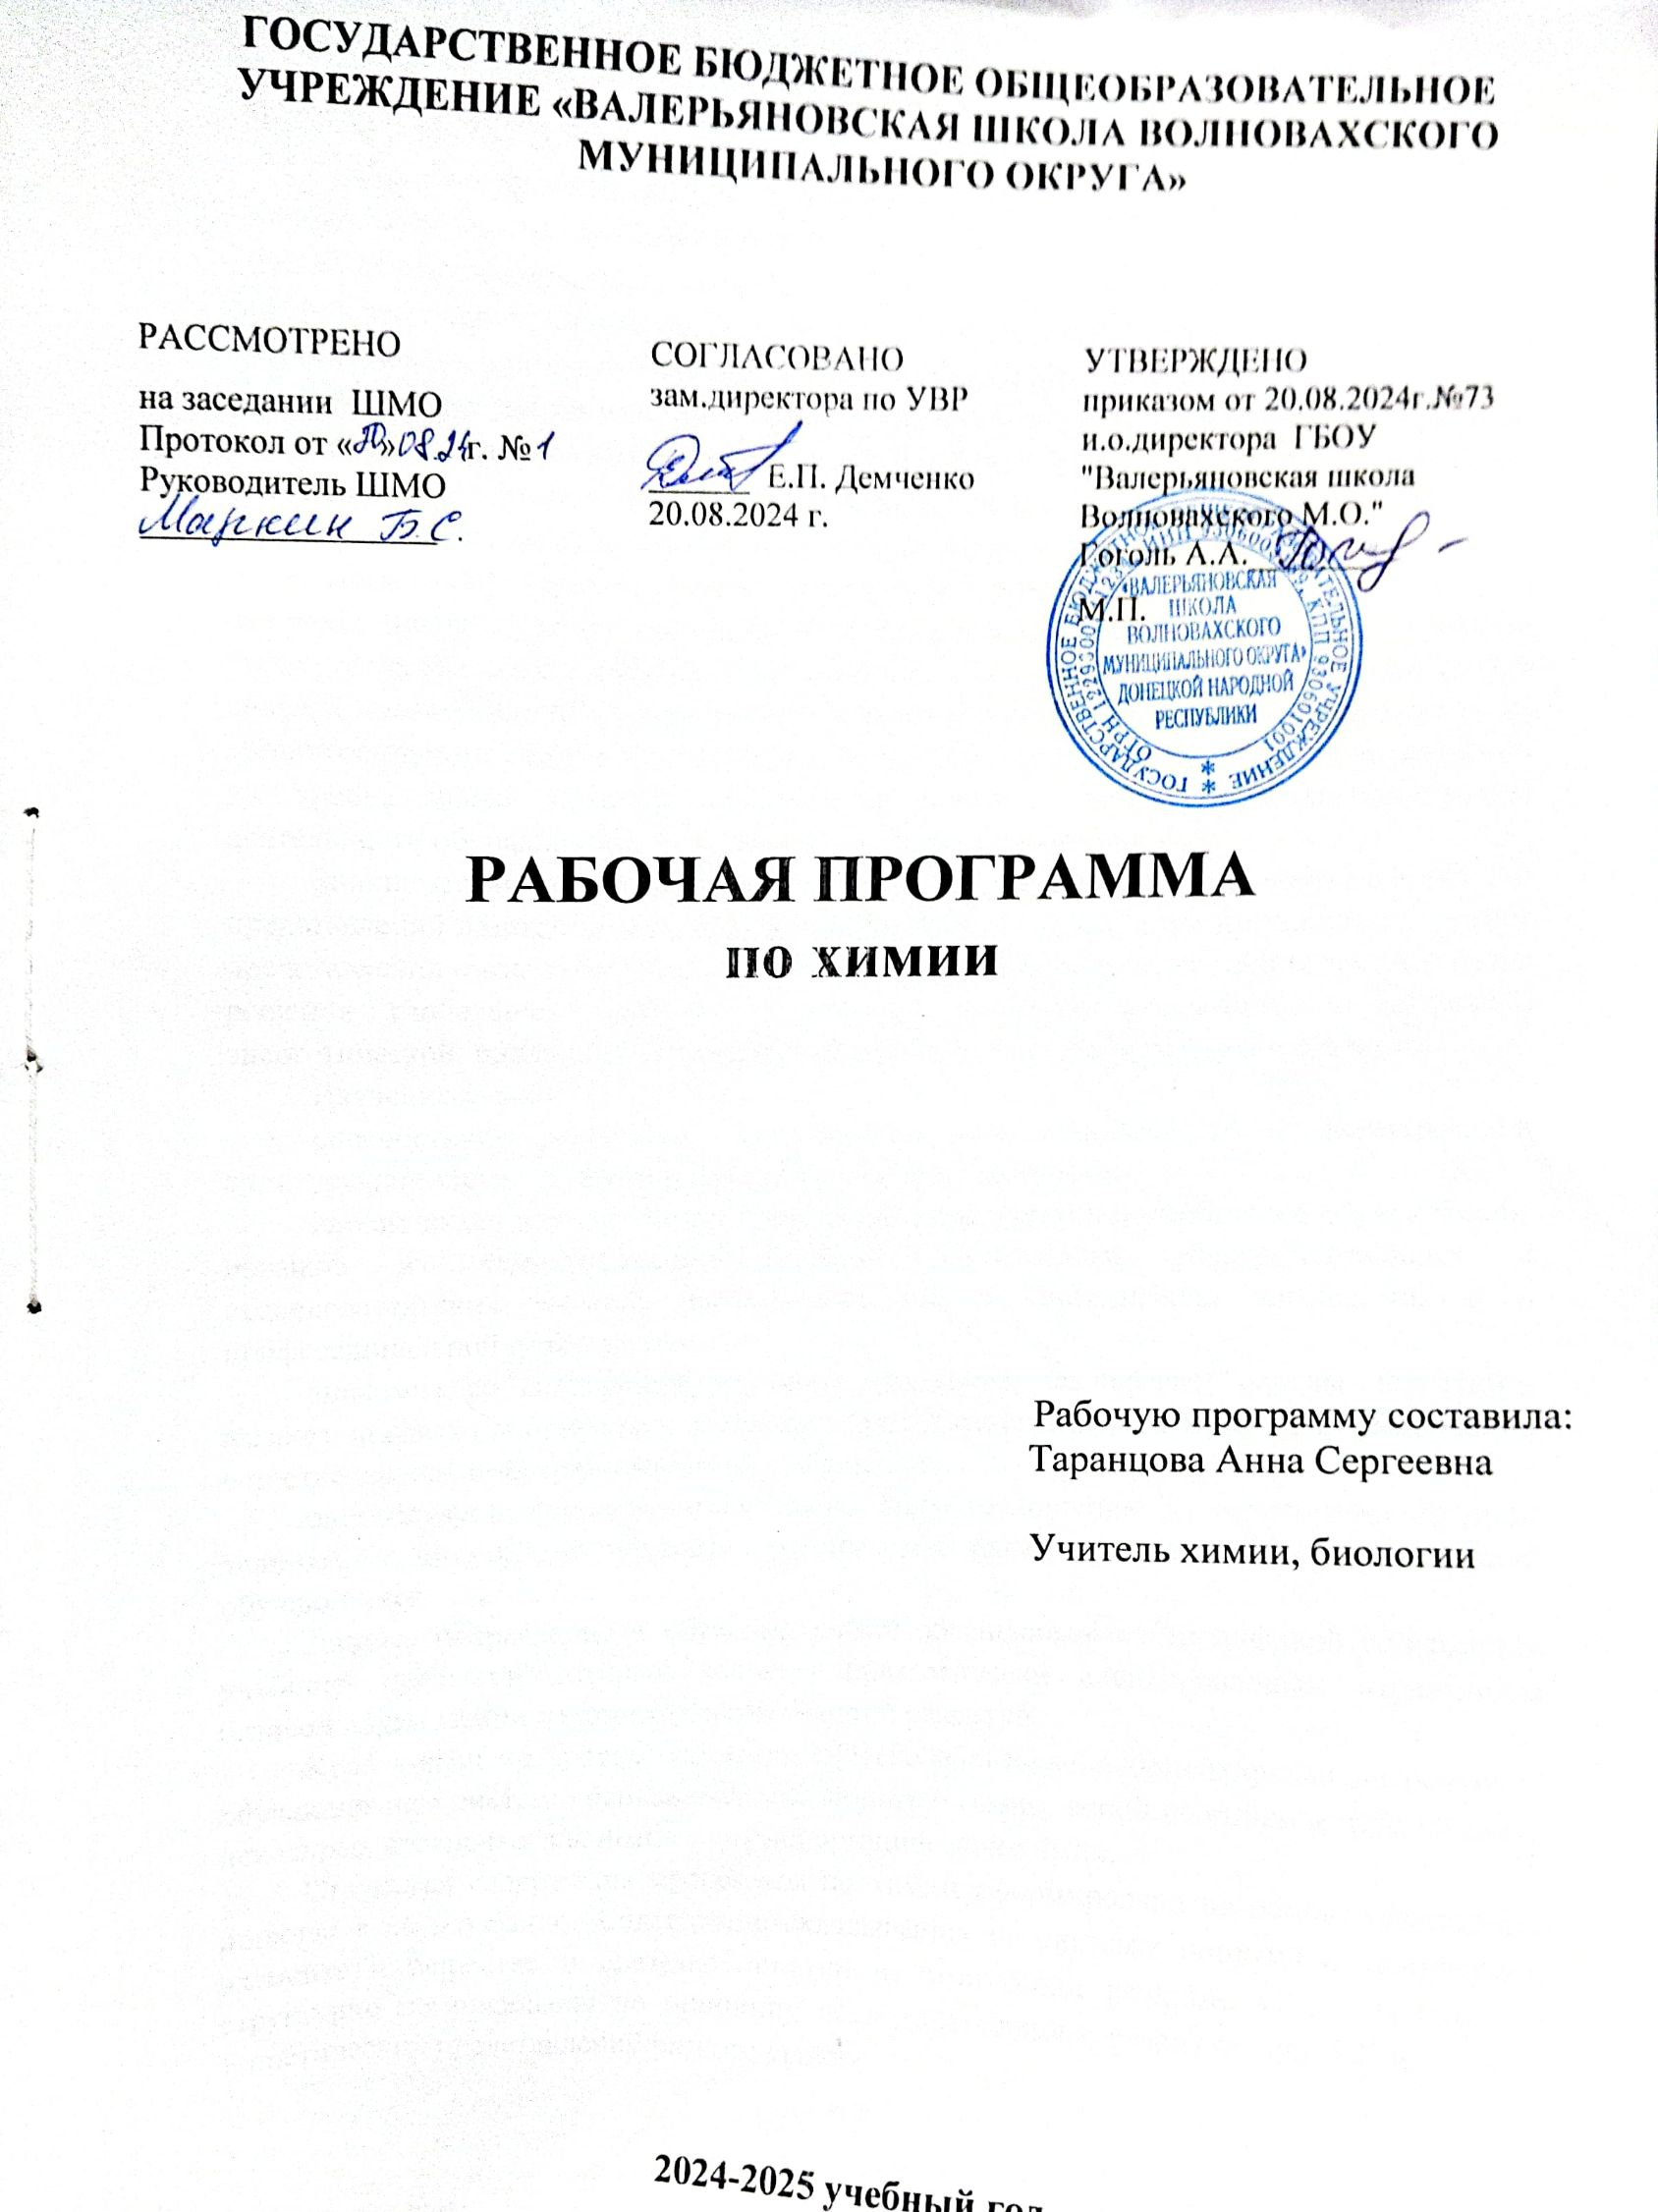 ГОСУДАРСТВЕННОЕ БЮДЖЕТНОЕ ОБЩЕОБРАЗОВАТЕЛЬНОЕ
УЧРЕЖДЕНИЕ «ВАЛЕРЬЯНОВСКАЯ ШКОЛА ВОЛНОВАХСКОГО
МУНИЦИПАЛЬНОГО ОКРУГА»
РАССМОТРЕНО
на заседании ШМО
Протокол от « » 08.24г. №1
Руководитель ШМО
Маркин Б.С.
СОГЛАСОВАНО
зам.директора по УВР
Е.П. Демченко
20.08.2024 г.
УТВЕРЖДЕНО
приказом от 20.08.2024г.№73
и.о.директора ГБОУ
"Валерьяновская школа
Волновахского М.О."
Гоголь А.А.
М.П.
«ВАЛЕРЬЯНОВСКАЯ
ШКОЛА
ВОЛНОВАХСКОГО
МУНИЦИПАЛЬНОГО ОКРУГА»
ДОНЕЦКОЙ НАРОДНОЙ
РЕСПУБЛИКИ
РАБОЧАЯ ПРОГРАММА
по химии
Рабочую программу составила:
Таранцова Анна Сергеевна
Учитель химии, биологии
2024-2025 учебный год